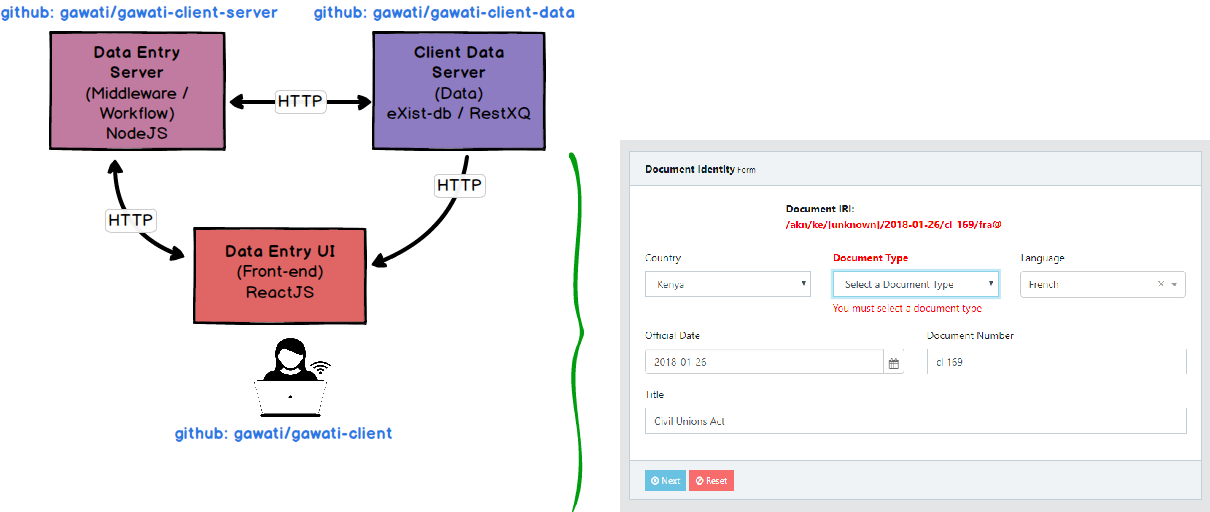 github: gawati/gawati-client-server
github: gawati/gawati-client-data
Data Entry
Server
(Middleware /
Workflow)
NodeJS
HTTP
Client Data
Server
(Data)
eXist-db / RestXQ
HTTP
HTTP
Data Entry UI
(Front-end)
ReactJS
github: gawati/gawati-client
Document Identity Form
Document IRI:
/akn/ke/[unknown]/2018-01-26/cl-169/fra@
Country
Document Type
Language
Kenya
Select a Document Type
French
You must select a document type
Official Date
Document Number
2018-01-26
cl-169
Title
Civil Unions Act
Next
Reset